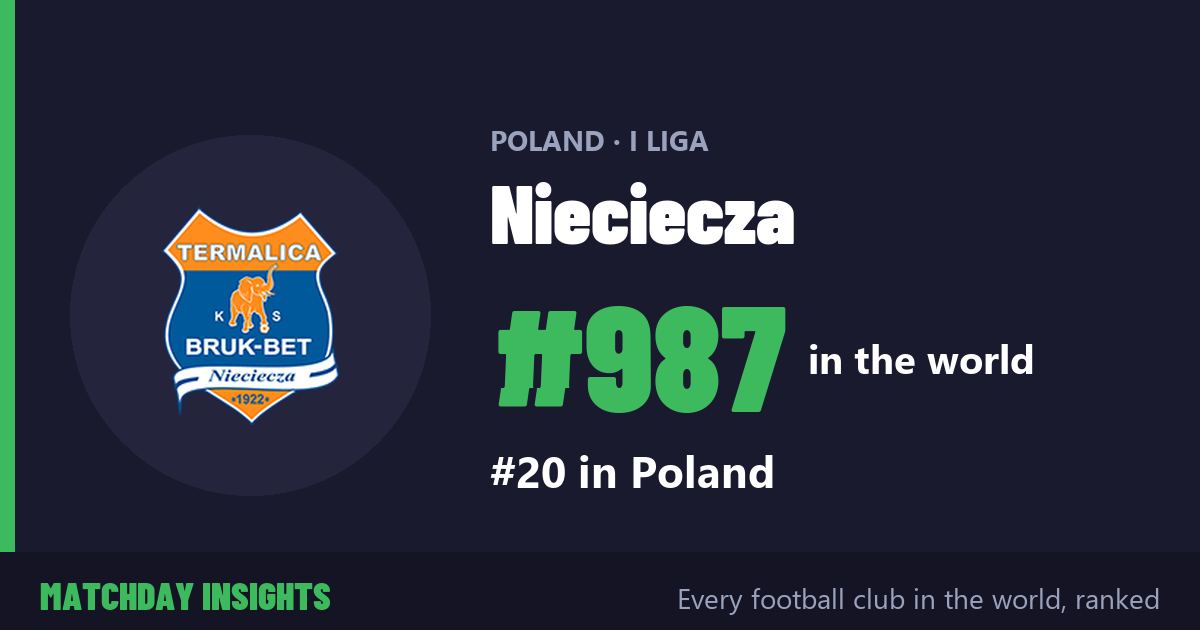 POLAND · I LIGA
Nieciecza
#987 in the world
#20 in Poland
TERMALICA
K S
BRUK-BET
Nieciecza
•1922•
MATCHDAY INSIGHTS
Every football club in the world, ranked